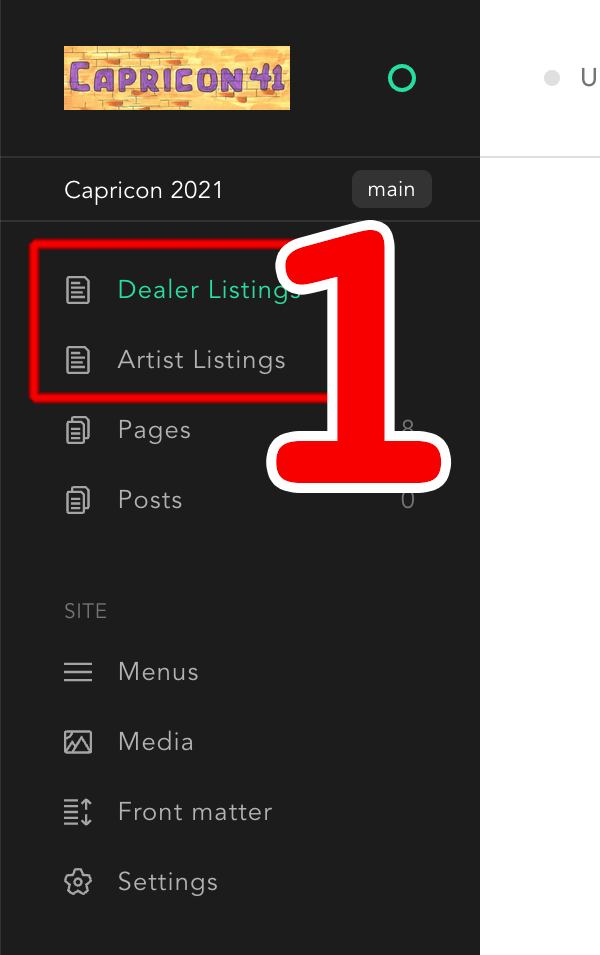 CAPRICON 41
U
Capricon 2021
main
Dealer Listings
1
Artist Listings
Pages
8
Posts
0
SITE
Menus
Media
Front matter
Settings